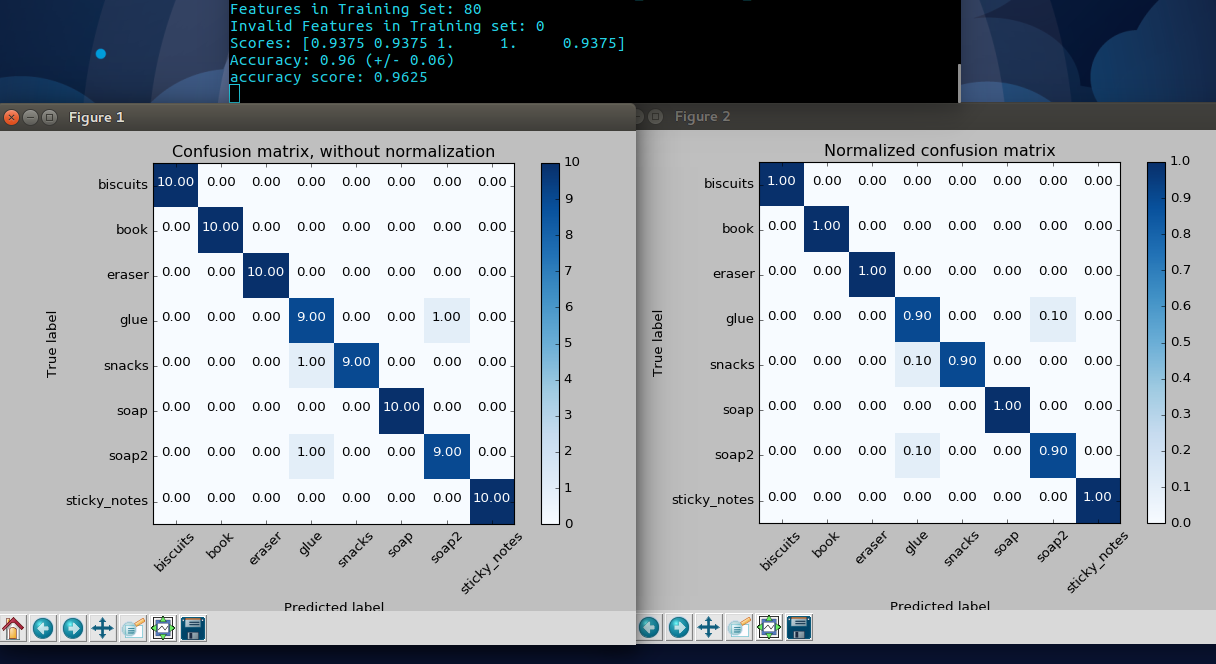 Features in Training Set: 80
Invalid Features in Training set: 0
Scores: [0.9375 0.9375 1.     1.     0.9375]
Accuracy: 0.96 (+/- 0.06)
accuracy score: 0.9625
Figure 1
Confusion matrix, without normalization
True label
biscuits 10.00 0.00 0.00 0.00 0.00 0.00 0.00 0.00
book 0.00 10.00 0.00 0.00 0.00 0.00 0.00 0.00
eraser 0.00 0.00 10.00 0.00 0.00 0.00 0.00 0.00
glue 0.00 0.00 0.00 9.00 0.00 0.00 1.00 0.00
snacks 0.00 0.00 0.00 1.00 9.00 0.00 0.00 0.00
soap 0.00 0.00 0.00 0.00 0.00 10.00 0.00 0.00
soap2 0.00 0.00 0.00 1.00 0.00 0.00 9.00 0.00
sticky_notes 0.00 0.00 0.00 0.00 0.00 0.00 0.00 10.00
biscuits book eraser glue snacks soap soap2 sticky_notes
Predicted label
10
9
8
7
6
5
4
3
2
1
0
Figure 2
Normalized confusion matrix
True label
biscuits 1.00 0.00 0.00 0.00 0.00 0.00 0.00 0.00
book 0.00 1.00 0.00 0.00 0.00 0.00 0.00 0.00
eraser 0.00 0.00 1.00 0.00 0.00 0.00 0.00 0.00
glue 0.00 0.00 0.00 0.90 0.00 0.00 0.10 0.00
snacks 0.00 0.00 0.00 0.10 0.90 0.00 0.00 0.00
soap 0.00 0.00 0.00 0.00 0.00 1.00 0.00 0.00
soap2 0.00 0.00 0.00 0.10 0.00 0.00 0.90 0.00
sticky_notes 0.00 0.00 0.00 0.00 0.00 0.00 0.00 1.00
biscuits book eraser glue snacks soap soap2 sticky_notes
Predicted label
1.0
0.9
0.8
0.7
0.6
0.5
0.4
0.3
0.2
0.1
0.0